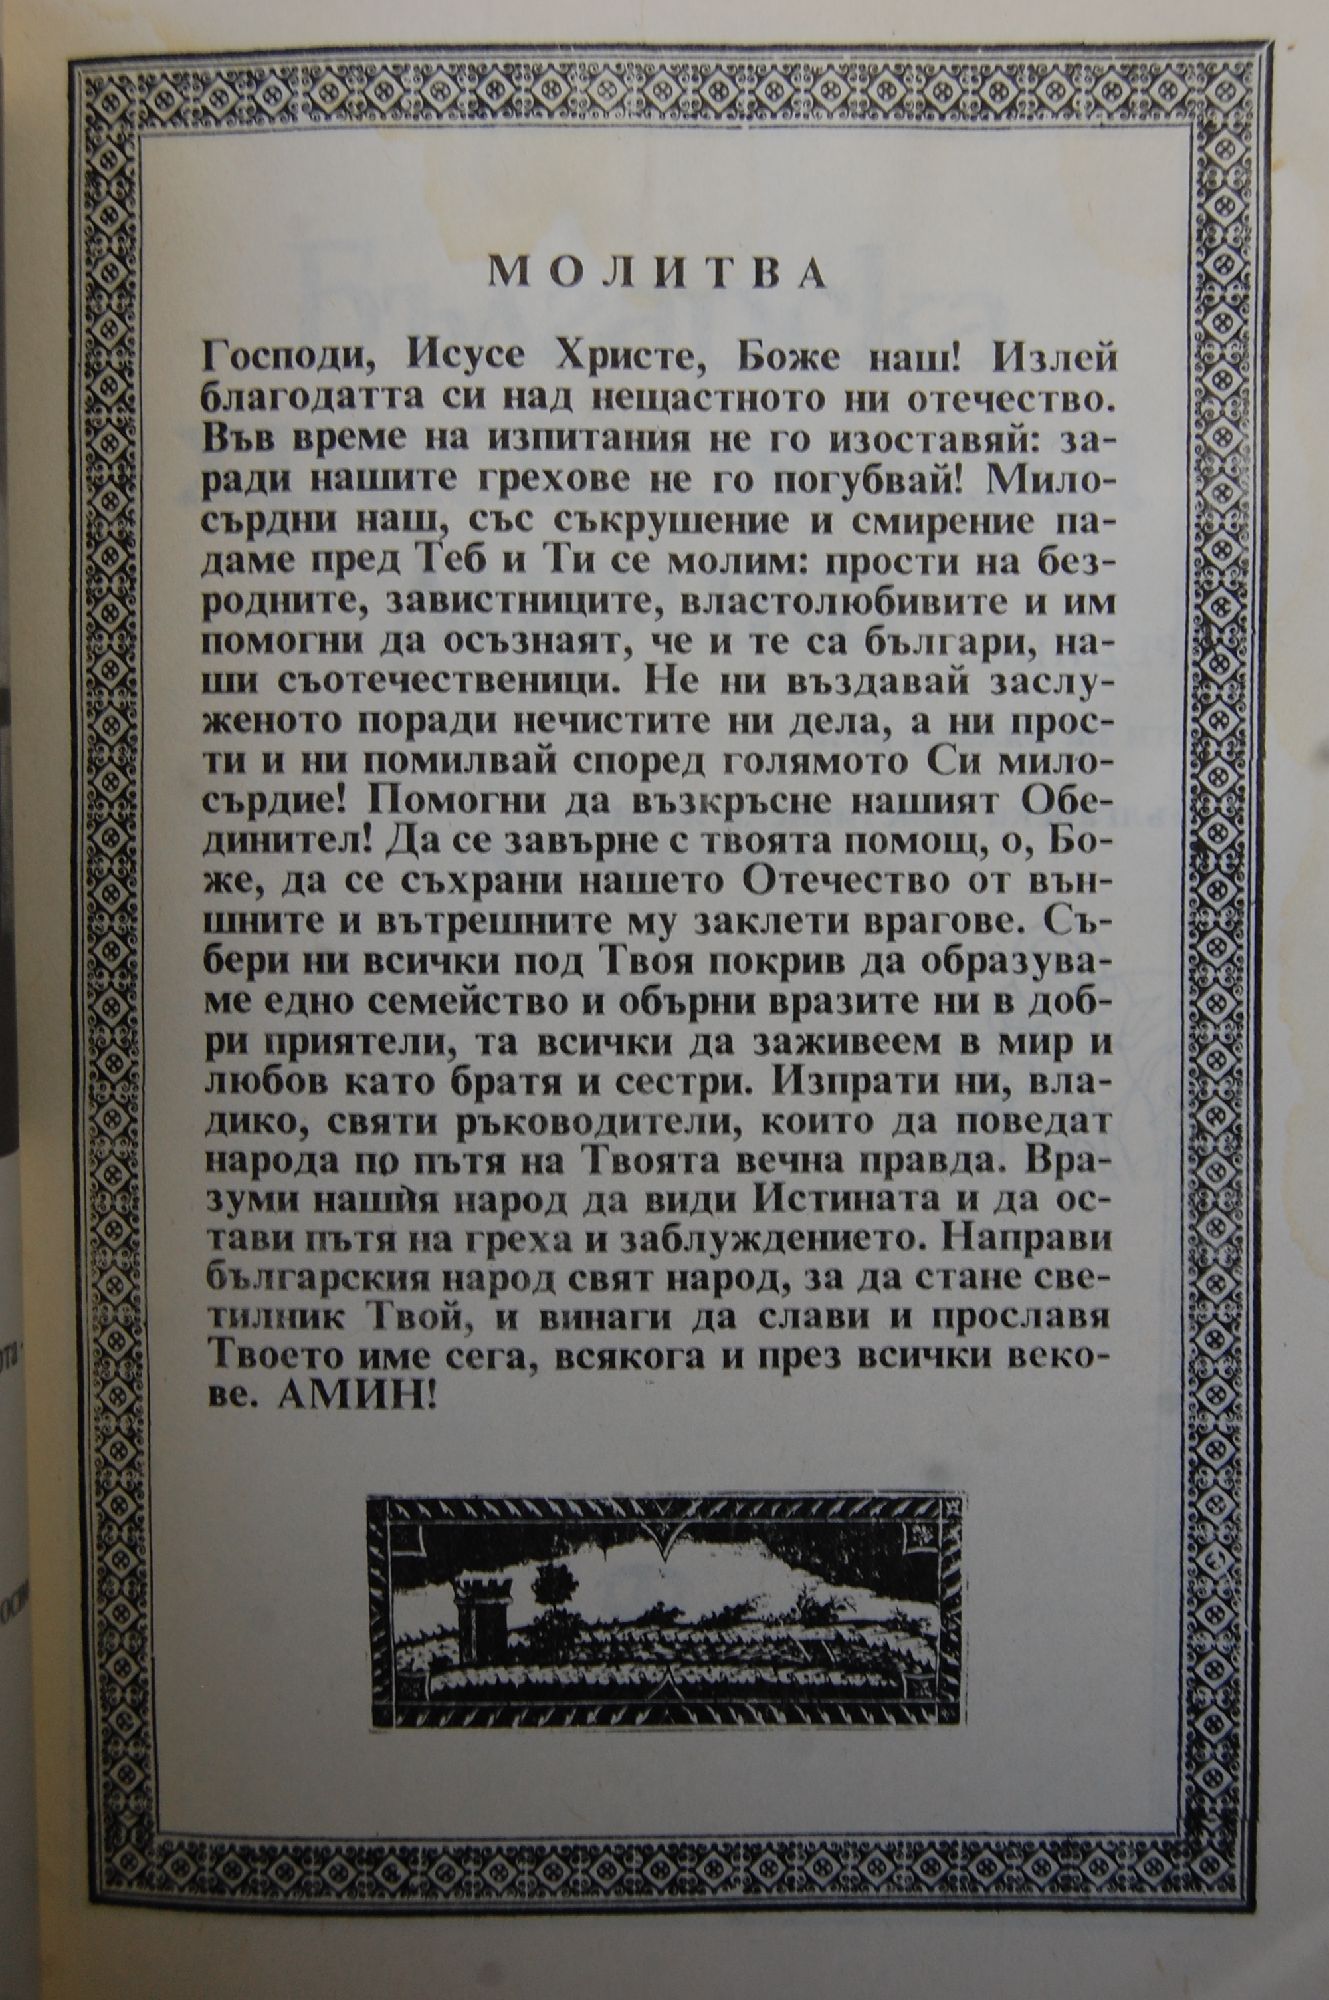 МОЛИТВА
Господи, Исусе Христе, Боже наш! Излей
благодатта си над нещастното ни отечество.
Във време на изпитания не го изоставяй: за-
ради нашите грехове не го погубвай! Мило-
сърдни наш, със съкрушение и смирение па-
даме пред Теб и Ти се молим: прости на без-
родните, завистниците, властолюбивите и им
помогни да осъзнаят, че и те са българи, на-
ши съотечественици. Не ни въздавай заслу-
женото поради нечистите ни дела, а ни прос-
ти и ни помилвай според голямото Си мило-
сърдие! Помогни да възкръсне нашият Обе-
динител! Да се завърне с твоята помощ, о, Бо-
же, да се съхрани нашето Отечество от вън-
шните и вътрешните му заклети врагове. Съ-
бери ни всички под Твоя покрив да образува-
ме едно семейство и обърни вразите ни в доб-
ри приятели, та всички да заживеем в мир и
любов като братя и сестри. Изпрати ни, вла-
дико, святи ръководители, които да поведат
народа по пътя на Твоята вечна правда. Вра-
зуми нашия народ да види Истината и да ос-
тави пътя на греха и заблуждението. Направи
българския народ свят народ, за да стане све-
тилник Твой, и винаги да слави и прославя
Твоето име сега, всякога и през всички веко-
ве. АМИН!